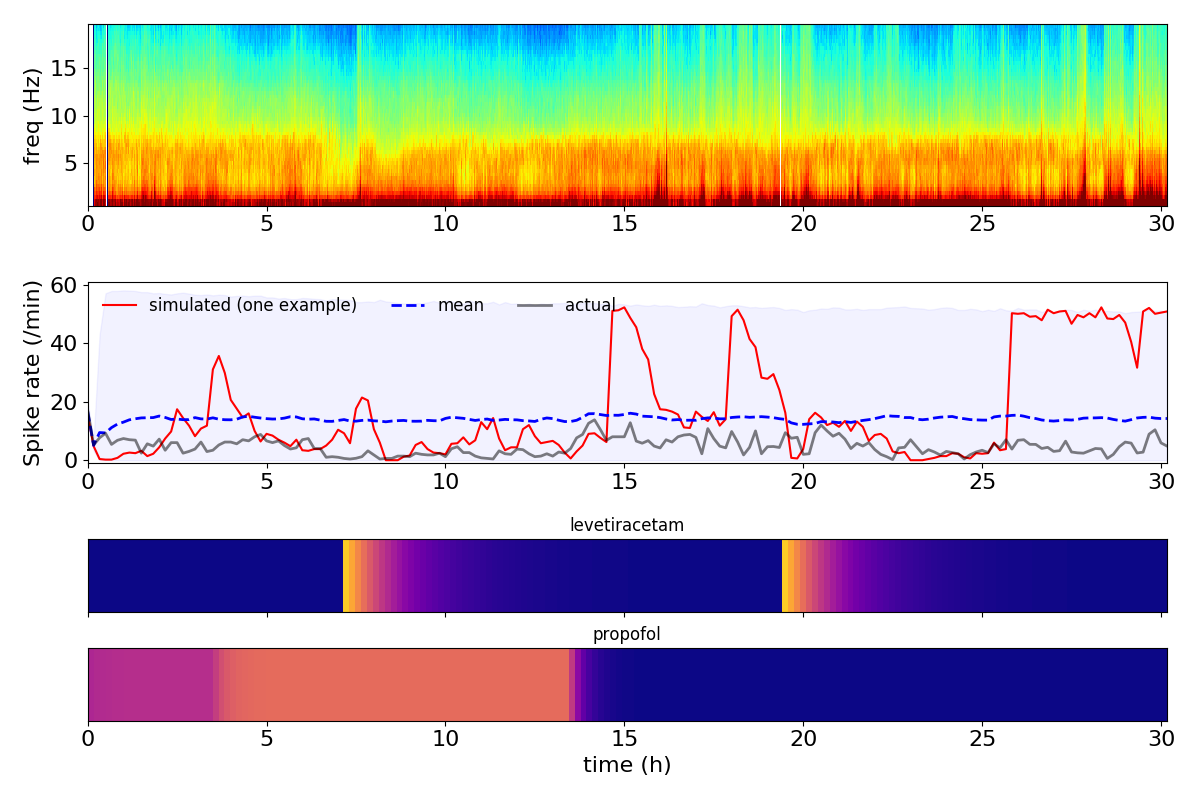 freq (Hz)
15
10
5
0 5 10 15 20 25 30
Spike rate (/min)
60
40
20
0
simulated (one example) mean actual
0 5 10 15 20 25 30
levetiracetam
propofol
0 5 10 15 20 25 30
time (h)